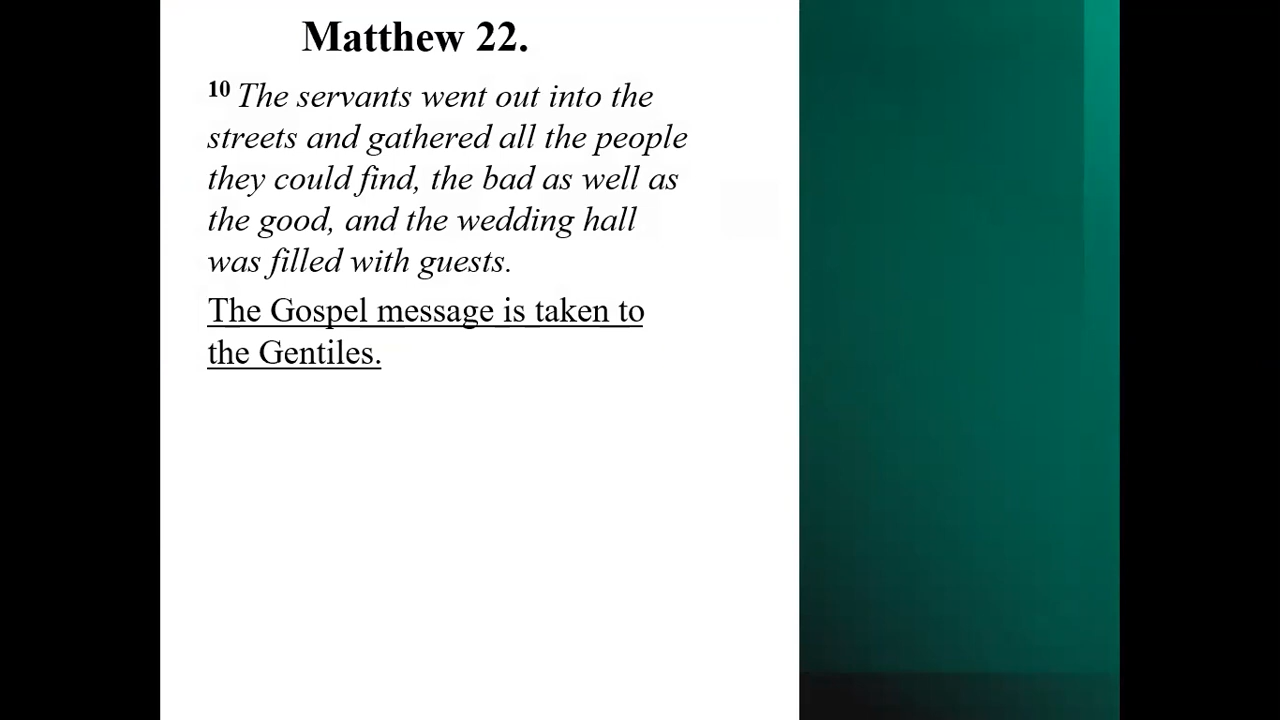 Matthew 22.
10 The servants went out into the
streets and gathered all the people
they could find, the bad as well as
the good, and the wedding hall
was filled with guests.
The Gospel message is taken to
the Gentiles.